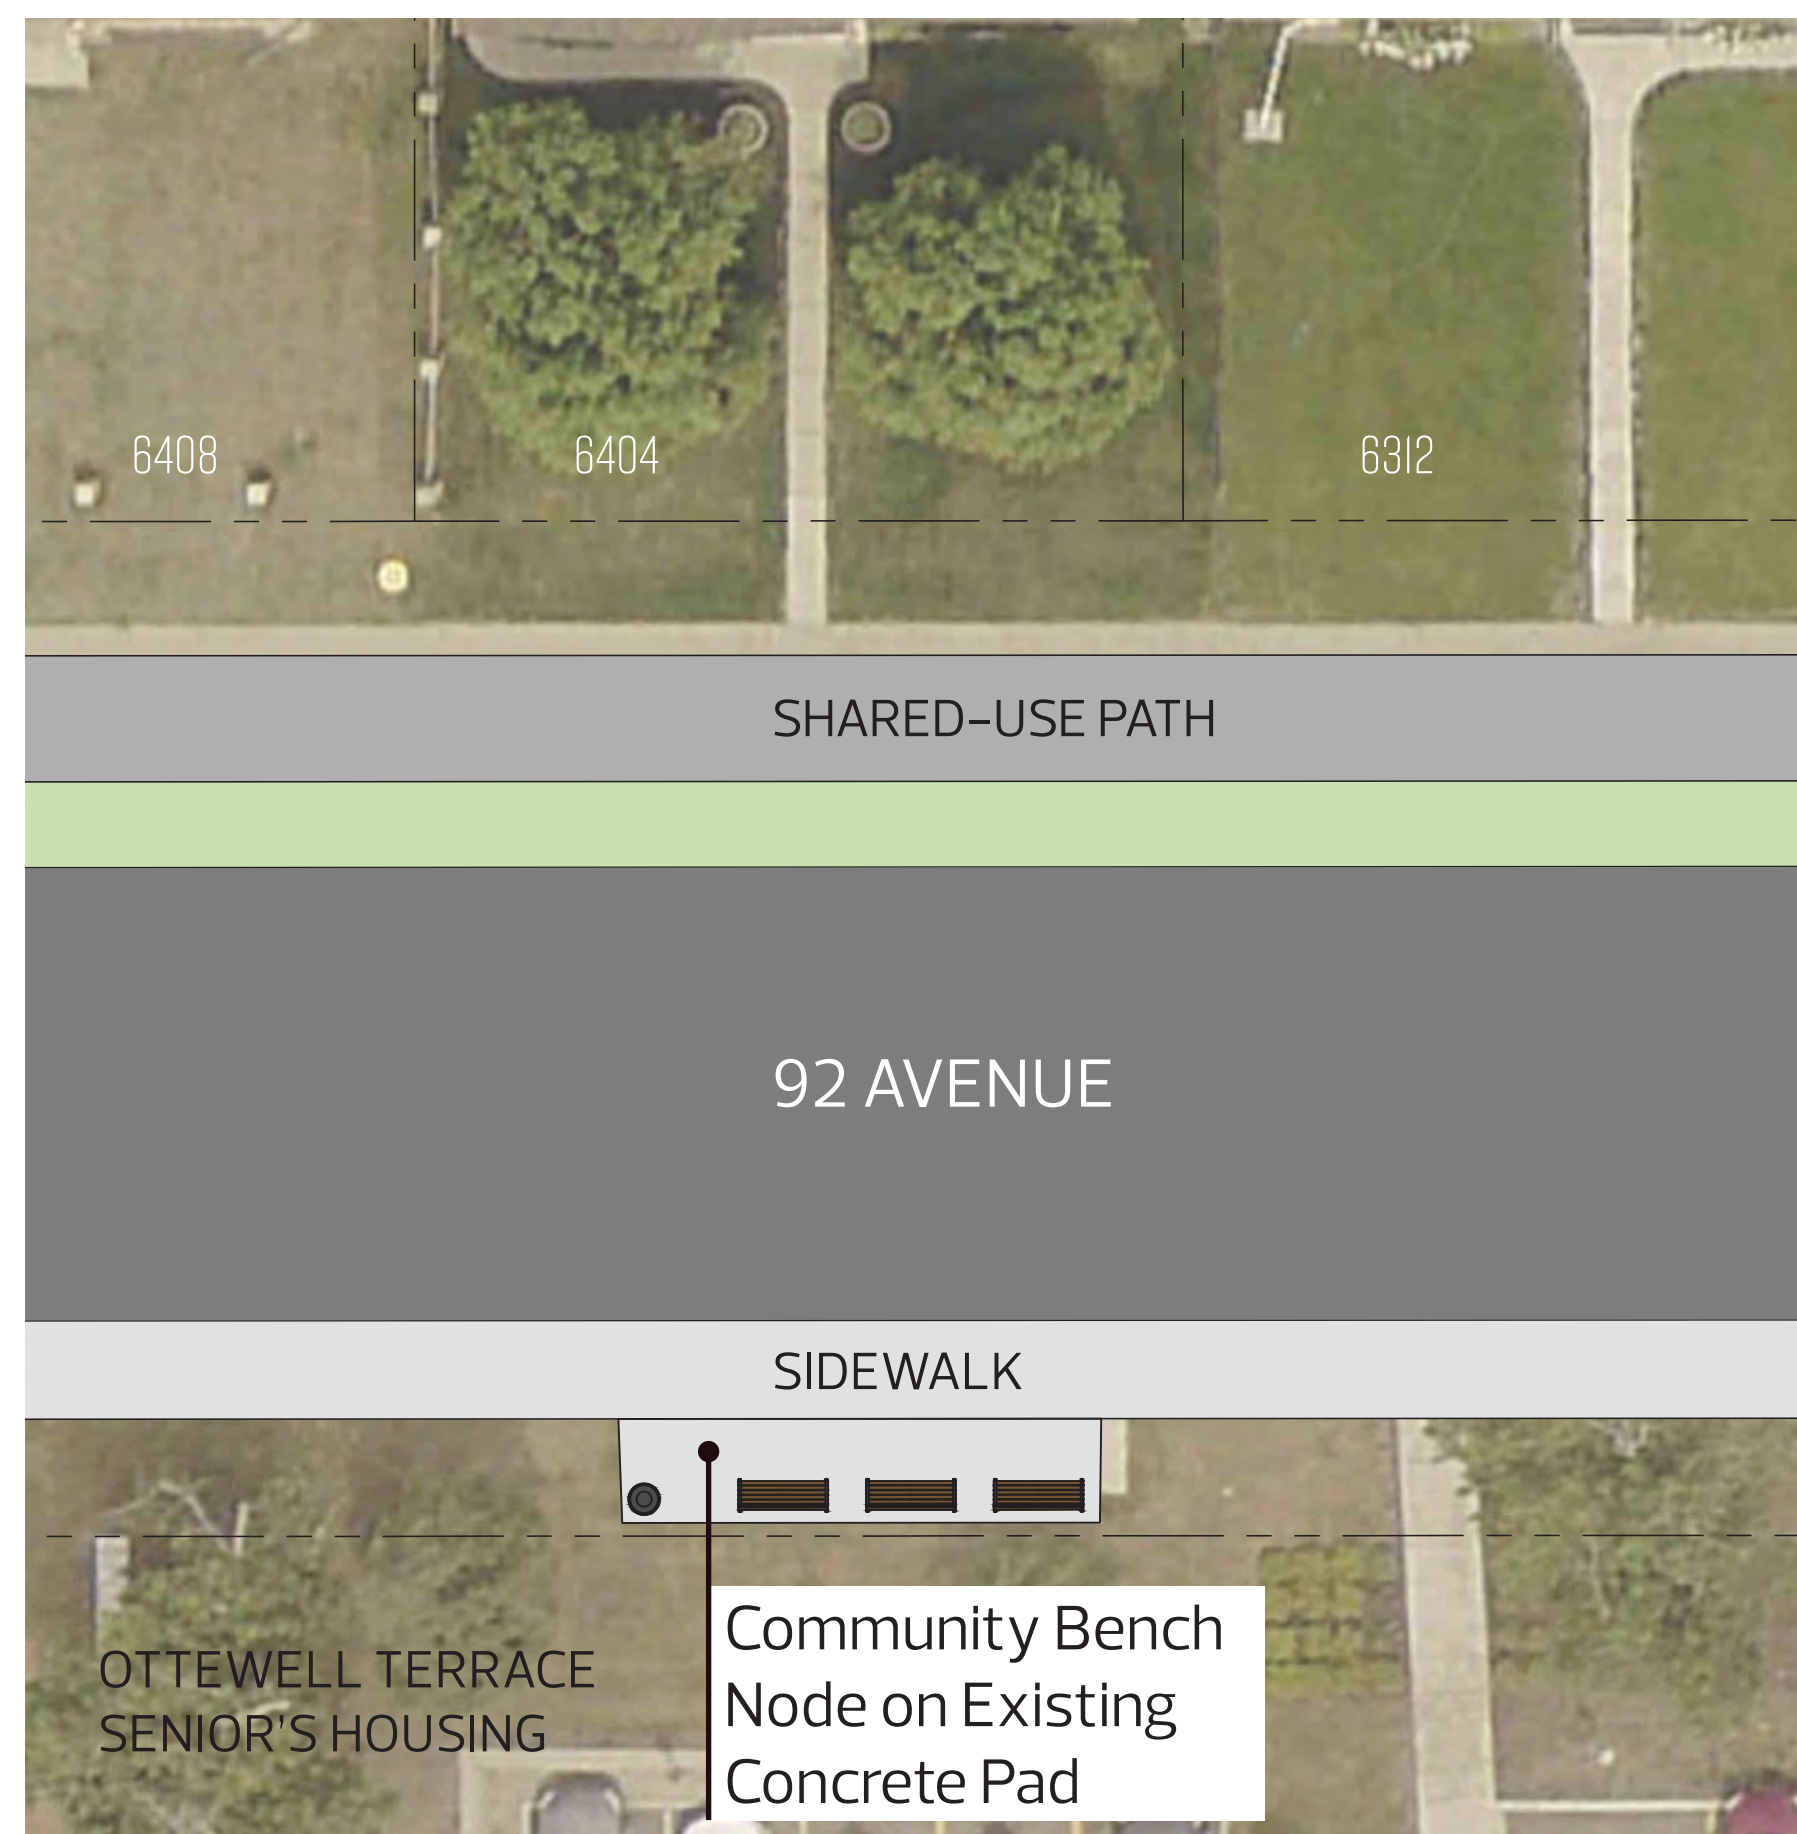 6408
6404
6312
SHARED-USE PATH
92 AVENUE
SIDEWALK
OTTEWELL TERRACE
SENIOR'S HOUSING
Community Bench
Node on Existing
Concrete Pad